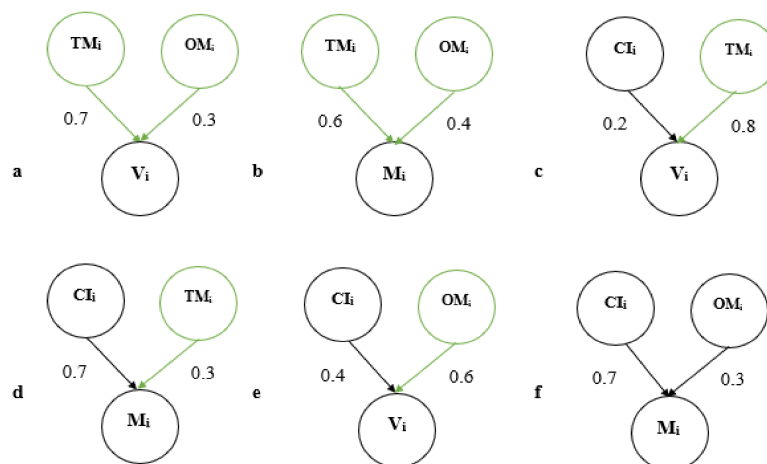 TMi OMi TMi OMi CIi TMi
0.7 0.3 0.6 0.4 0.2 0.8
a Vi b Mi c Vi
CIi TMi CIi OMi CIi OMi
0.7 0.3 0.4 0.6 0.7 0.3
d Mi e Vi f Mi